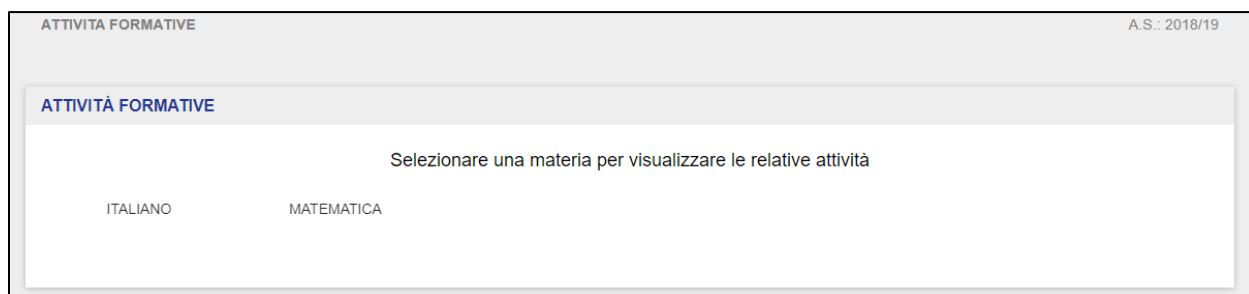 ATTIVITA FORMATIVE A.S.: 2018/19
ATTIVITÀ FORMATIVE
Selezionare una materia per visualizzare le relative attività
ITALIANO MATEMATICA